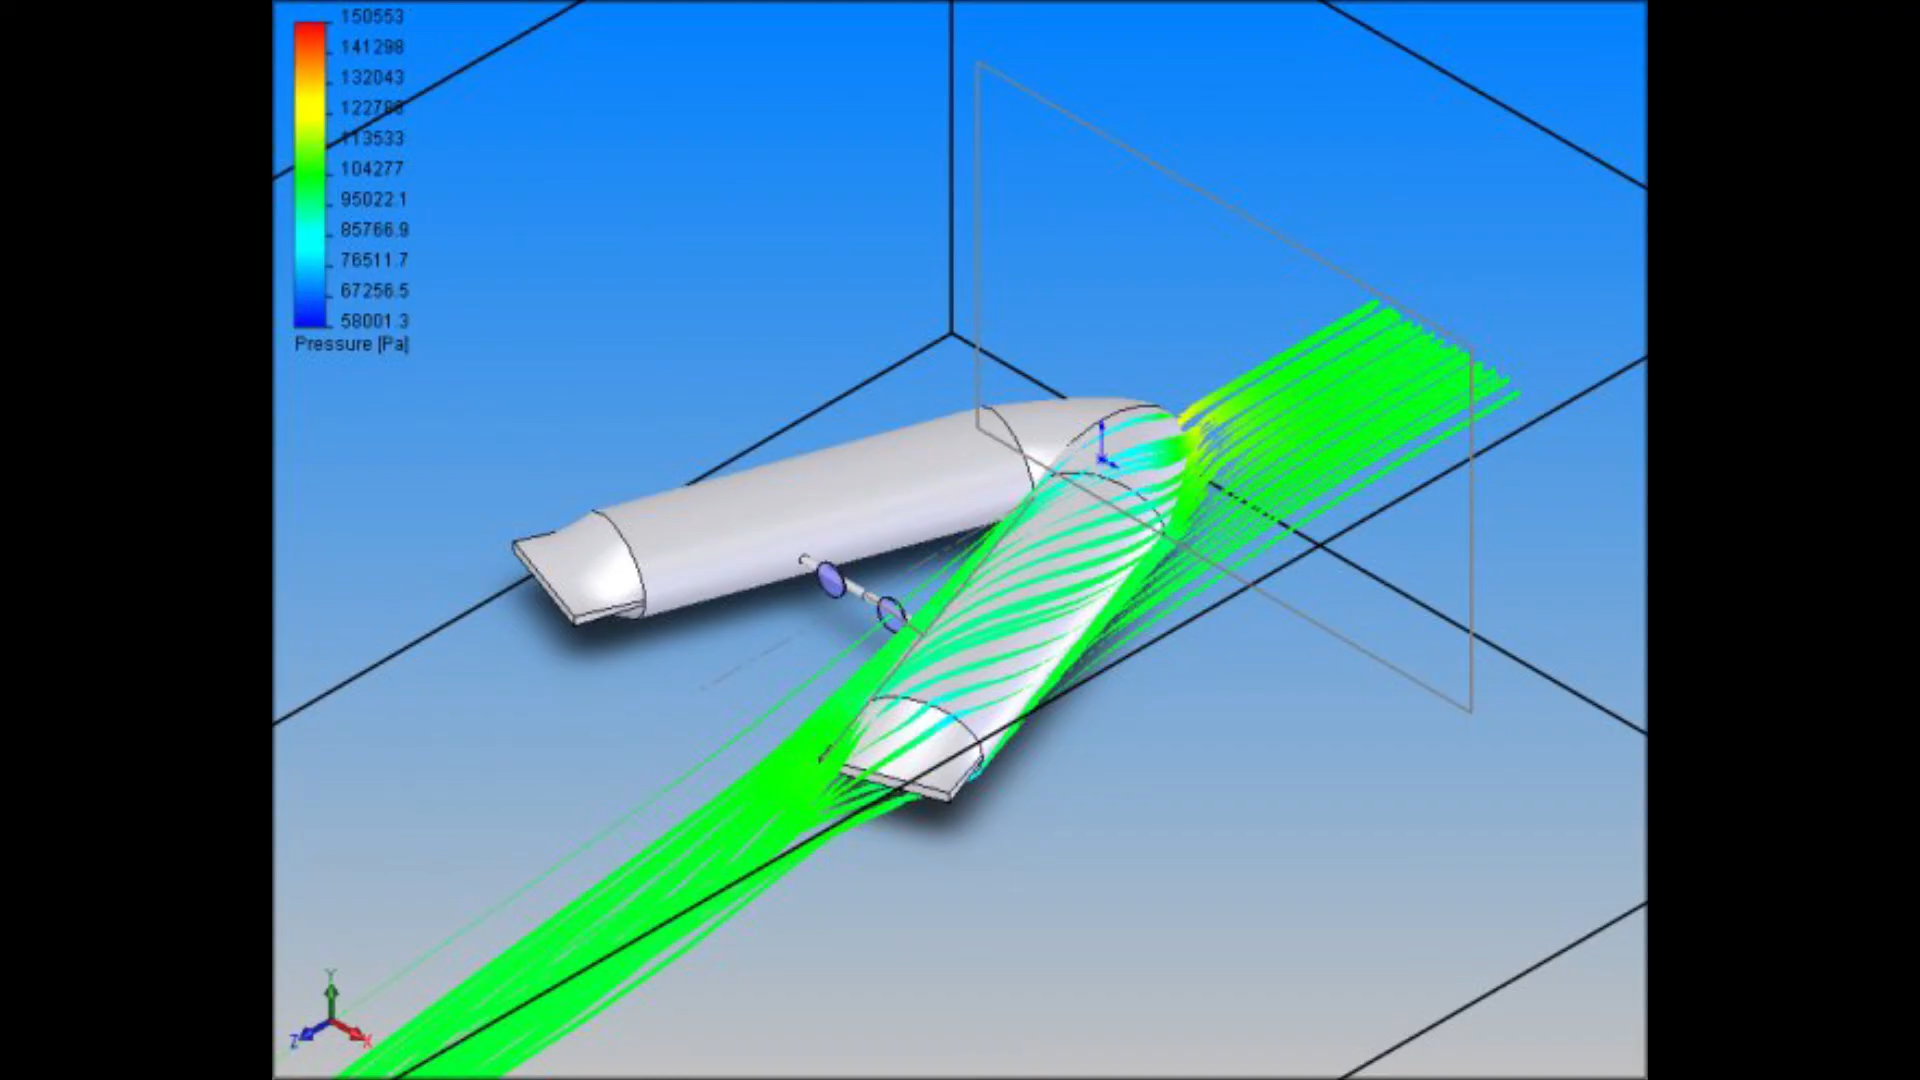 150553
141298
132043
122788
113533
104277
95022.1
85766.9
76511.7
67256.5
58001.3
Pressure [Pa]
Y
Z
X